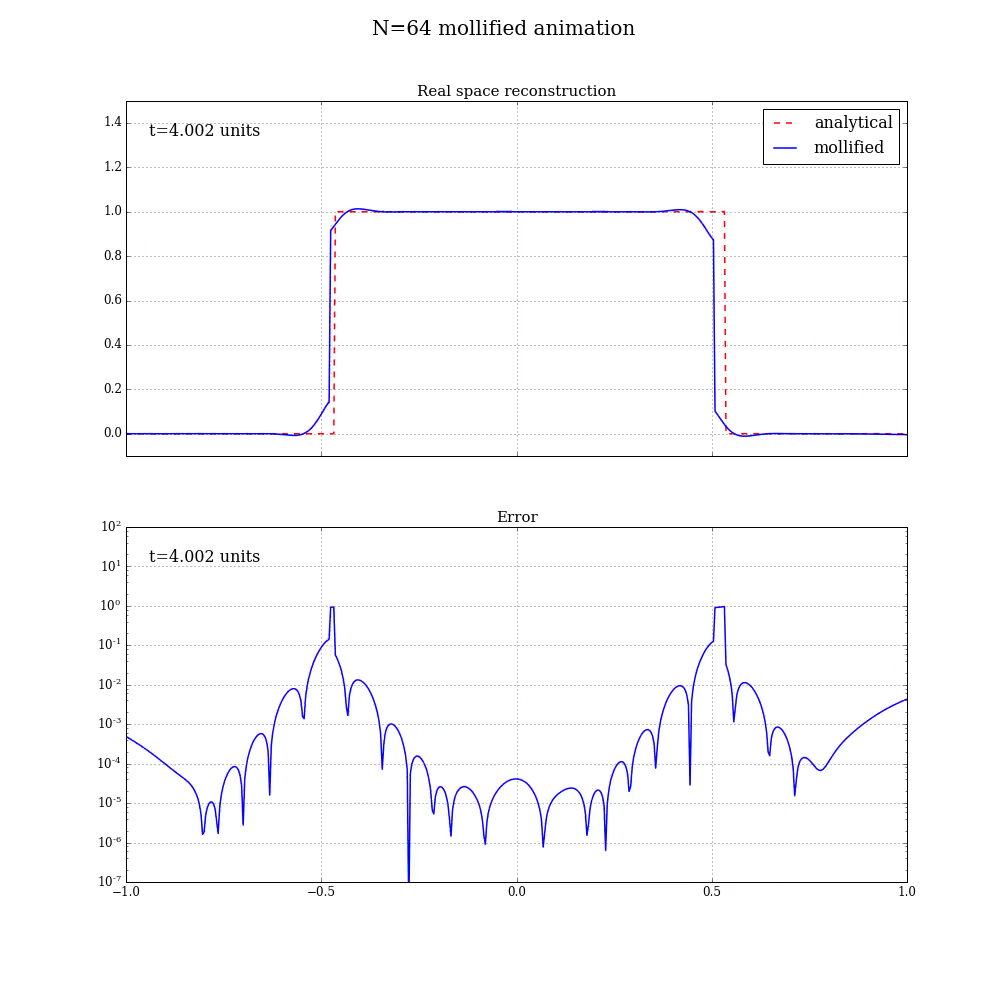 N=64 mollified animation
Real space reconstruction
t=4.002 units
analytical
mollified
1.4
1.2
1.0
0.8
0.6
0.4
0.2
0.0
Error
t=4.002 units
10²
10¹
10⁰
10⁻¹
10⁻²
10⁻³
10⁻⁴
10⁻⁵
10⁻⁶
10⁻⁷
−1.0 −0.5 0.0 0.5 1.0